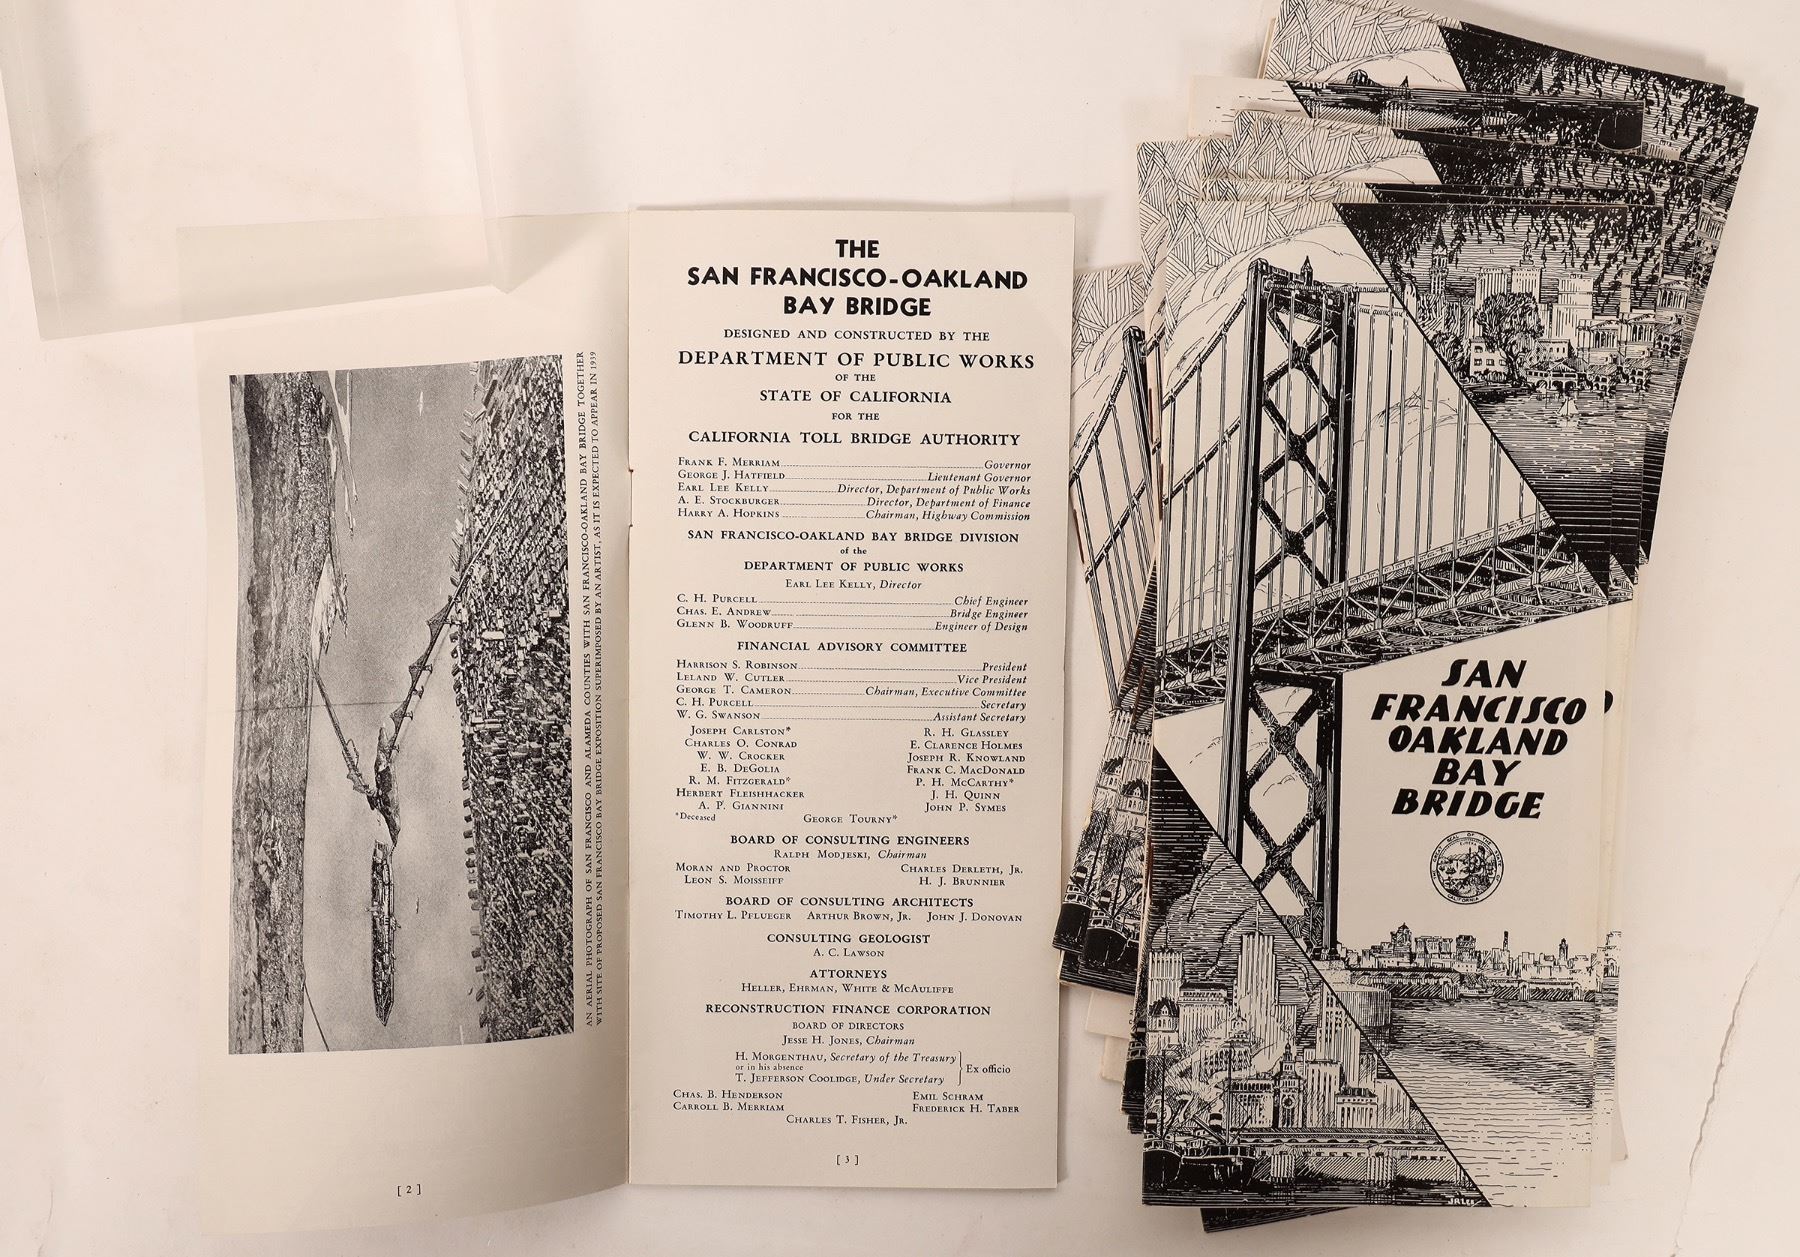 AN AERIAL PHOTOGRAPH OF SAN FRANCISCO AND ALAMEDA COUNTIES WITH SAN FRANCISCO-OAKLAND BAY BRIDGE TOGETHER
WITH SITE OF PROPOSED SAN FRANCISCO BAY BRIDGE EXPOSITION SUPERIMPOSED BY AN ARTIST, AS IT IS EXPECTED TO APPEAR IN 1939
[ 2 ]
THE
SAN FRANCISCO-OAKLAND
BAY BRIDGE
DESIGNED AND CONSTRUCTED BY THE
DEPARTMENT OF PUBLIC WORKS
OF THE
STATE OF CALIFORNIA
FOR THE
CALIFORNIA TOLL BRIDGE AUTHORITY
FRANK F. MERRIAM Governor
GEORGE J. HATFIELD Lieutenant Governor
EARL LEE KELLY Director, Department of Public Works
A. E. STOCKBURGER Director, Department of Finance
HARRY A. HOPKINS Chairman, Highway Commission
SAN FRANCISCO-OAKLAND BAY BRIDGE DIVISION
of the
DEPARTMENT OF PUBLIC WORKS
EARL LEE KELLY, Director
C. H. PURCELL Chief Engineer
CHAS. E. ANDREW Bridge Engineer
GLENN B. WOODRUFF Engineer of Design
FINANCIAL ADVISORY COMMITTEE
HARRISON S. ROBINSON President
LELAND W. CUTLER Vice President
GEORGE T. CAMERON Chairman, Executive Committee
C. H. PURCELL Secretary
W. G. SWANSON Assistant Secretary
JOSEPH CARLSTON* R. H. GLASSLEY
CHARLES O. CONRAD E. CLARENCE HOLMES
W. W. CROCKER JOSEPH R. KNOWLAND
E. B. DEGOLIA FRANK C. MACDONALD
R. M. FITZGERALD* P. H. MCCARTHY*
HERBERT FLEISHHACKER J. H. QUINN
A. P. GIANNINI JOHN P. SYMES
*Deceased GEORGE TOURNY*
BOARD OF CONSULTING ENGINEERS
RALPH MODJESKI, Chairman
MORAN AND PROCTOR CHARLES DERLETH, JR.
LEON S. MOISSEIFF H. J. BRUNNIER
BOARD OF CONSULTING ARCHITECTS
TIMOTHY L. PFLUEGER ARTHUR BROWN, JR. JOHN J. DONOVAN
CONSULTING GEOLOGIST
A. C. LAWSON
ATTORNEYS
HELLER, EHRMAN, WHITE & MCAULIFFE
RECONSTRUCTION FINANCE CORPORATION
BOARD OF DIRECTORS
JESSE H. JONES, Chairman
H. MORGENTHAU, Secretary of the Treasury
or in his absence
T. JEFFERSON COOLIDGE, Under Secretary
Ex officio
CHAS. B. HENDERSON EMIL SCHRAM
CARROLL B. MERRIAM FREDERICK H. TABER
CHARLES T. FISHER, JR.
[ 3 ]
SAN
FRANCISCO
OAKLAND
BAY
BRIDGE
J.R.LEE